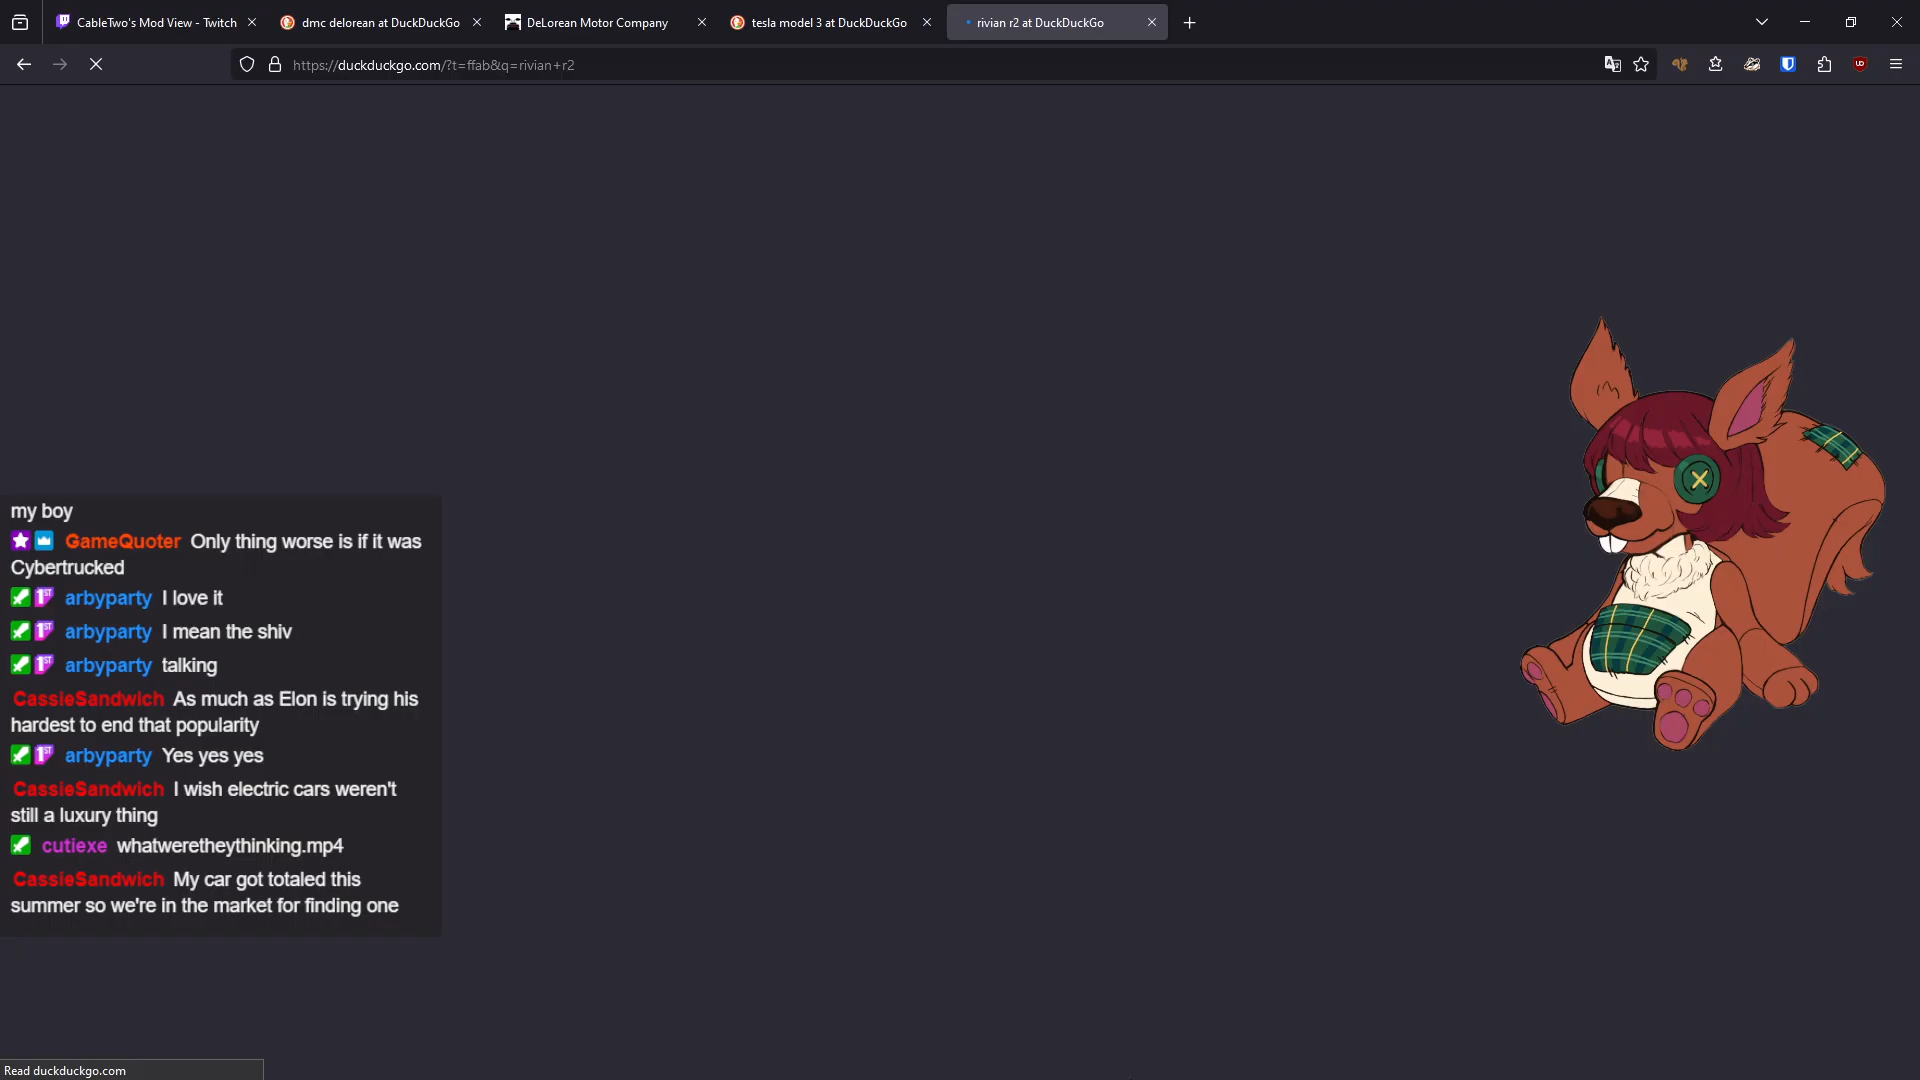 CableTwo's Mod View - Twitch
dmc delorean at DuckDuckGo
DeLorean Motor Company
tesla model 3 at DuckDuckGo
rivian r2 at DuckDuckGo
https://duckduckgo.com/?t=ffab&q=rivian+r2
my boy
GameQuoter Only thing worse is if it was
Cybertrucked
1ST arbyparty I love it
1ST arbyparty I mean the shiv
1ST arbyparty talking
CassieSandwich As much as Elon is trying his
hardest to end that popularity
1ST arbyparty Yes yes yes
CassieSandwich I wish electric cars weren't
still a luxury thing
cutiexe whatweretheythinking.mp4
CassieSandwich My car got totaled this
summer so we're in the market for finding one
Read duckduckgo.com